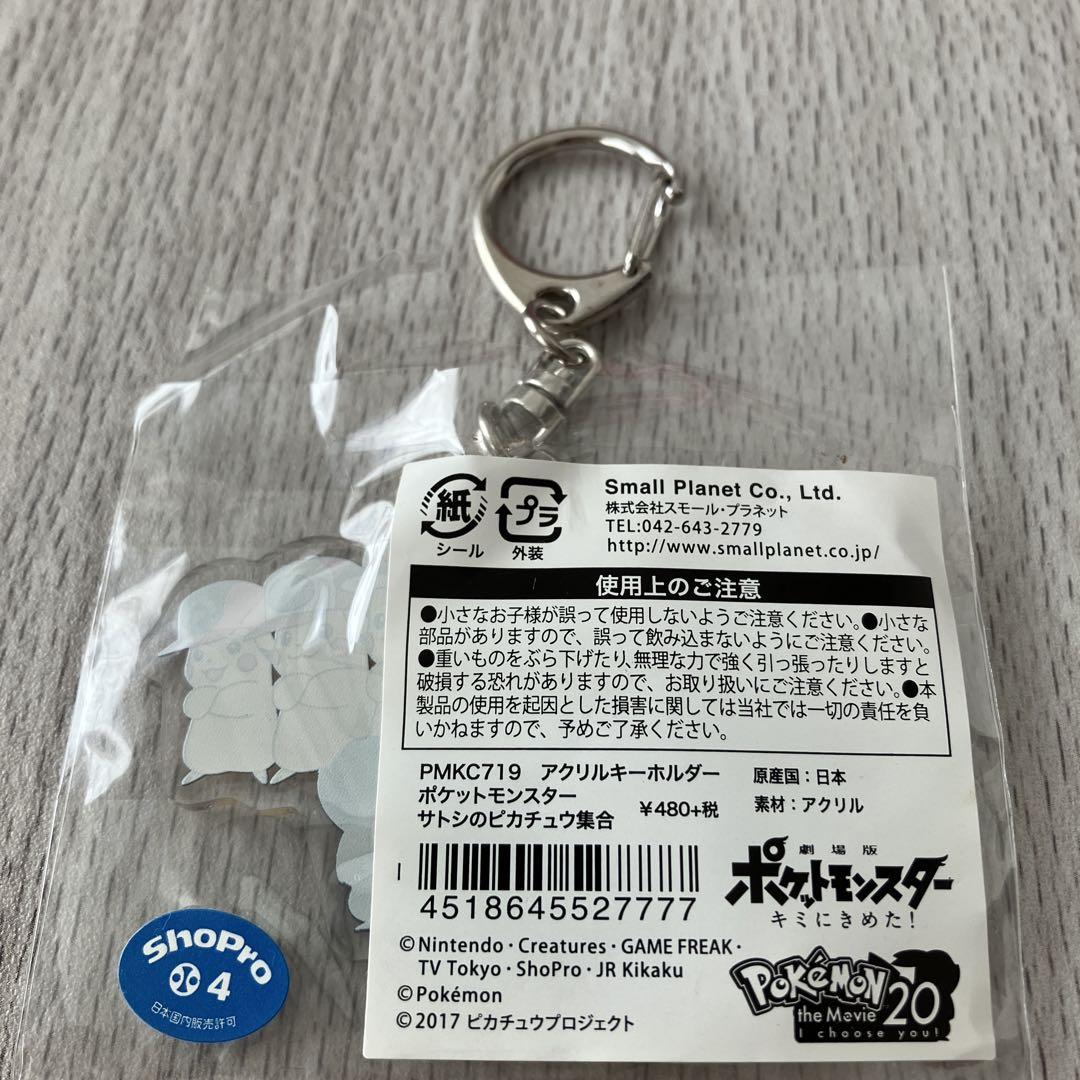 紙
シール
プラ
外装
Small Planet Co., Ltd.
株式会社スモール・プラネット
TEL:042-643-2779
http://www.smallplanet.co.jp/
使用上のご注意
●小さなお子様が誤って使用しないようご注意ください。●小さな
部品がありますので、誤って飲み込まないようにご注意ください。
●重いものをぶら下げたり、無理な力で強く引っ張ったりしますと
破損する恐れがありますので、お取り扱いにご注意ください。●本
製品の使用を起因とした損害に関しては当社では一切の責任を負
いかねますので、予めご了承ください。
PMKC719 アクリルキーホルダー
ポケットモンスター
サトシのピカチュウ集合
¥480+税
原産国：日本
素材：アクリル
4518645527777
劇場版
ポケットモンスター
キミにきめた!
©Nintendo・Creatures・GAME FREAK・
TV Tokyo・ShoPro・JR Kikaku
©Pokémon
©2017 ピカチュウプロジェクト
POKéMON
the Movie 20
I choose you!
ShoPro
4
日本国内販売許可